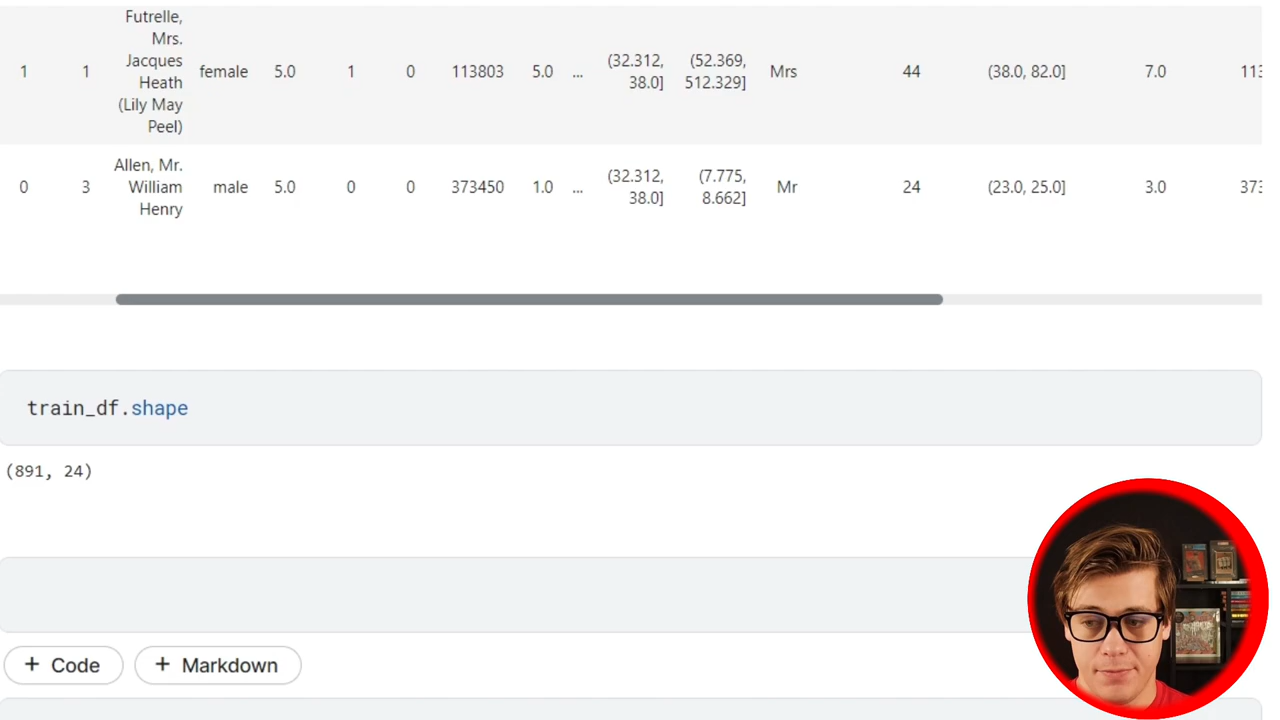 Futrelle,
Mrs.
Jacques
Heath
(Lily May
Peel)
1 1 female 5.0 1 0 113803 5.0 ... (32.312, 38.0] (52.369, 512.329] Mrs 44 (38.0, 82.0] 7.0 113
Allen, Mr.
William
Henry
0 3 male 5.0 0 0 373450 1.0 ... (32.312, 38.0] (7.775, 8.662] Mr 24 (23.0, 25.0] 3.0 373
train_df.shape
(891, 24)
+ Code + Markdown